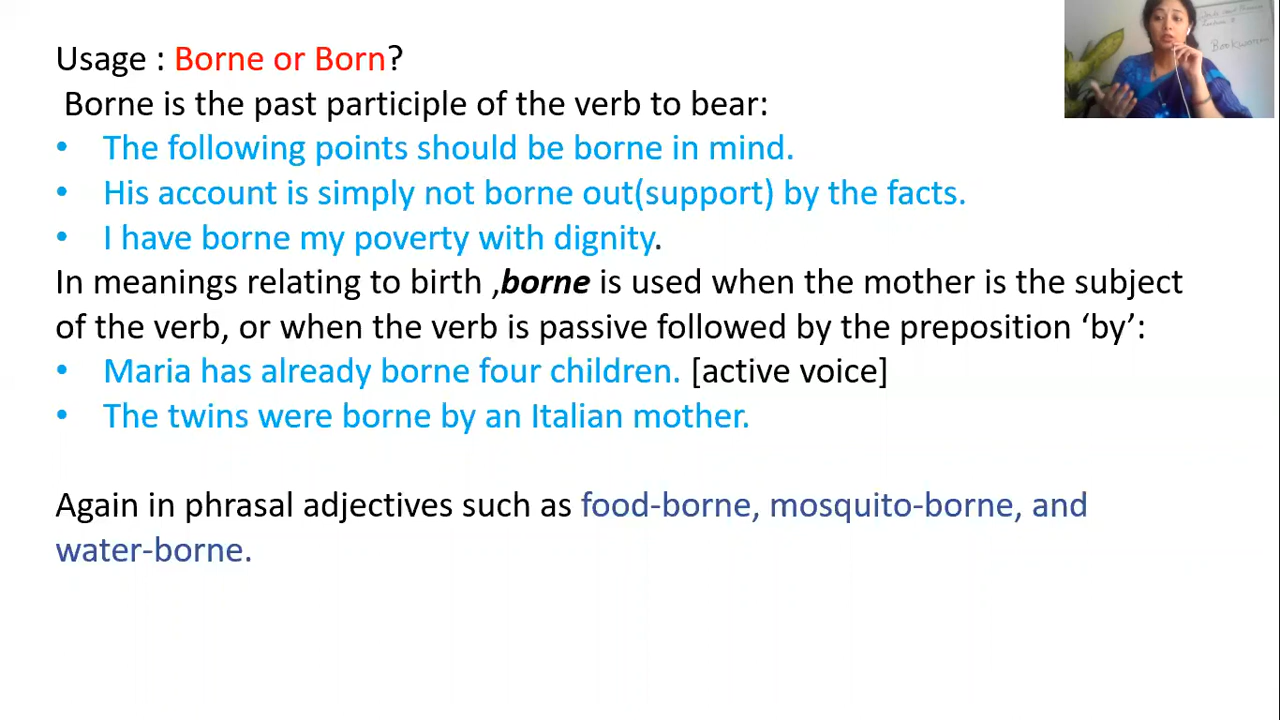 Usage : Borne or Born?
Borne is the past participle of the verb to bear:
• The following points should be borne in mind.
• His account is simply not borne out(support) by the facts.
• I have borne my poverty with dignity.
In meanings relating to birth ,borne is used when the mother is the subject
of the verb, or when the verb is passive followed by the preposition ‘by’:
• Maria has already borne four children. [active voice]
• The twins were borne by an Italian mother.
Again in phrasal adjectives such as food-borne, mosquito-borne, and
water-borne.